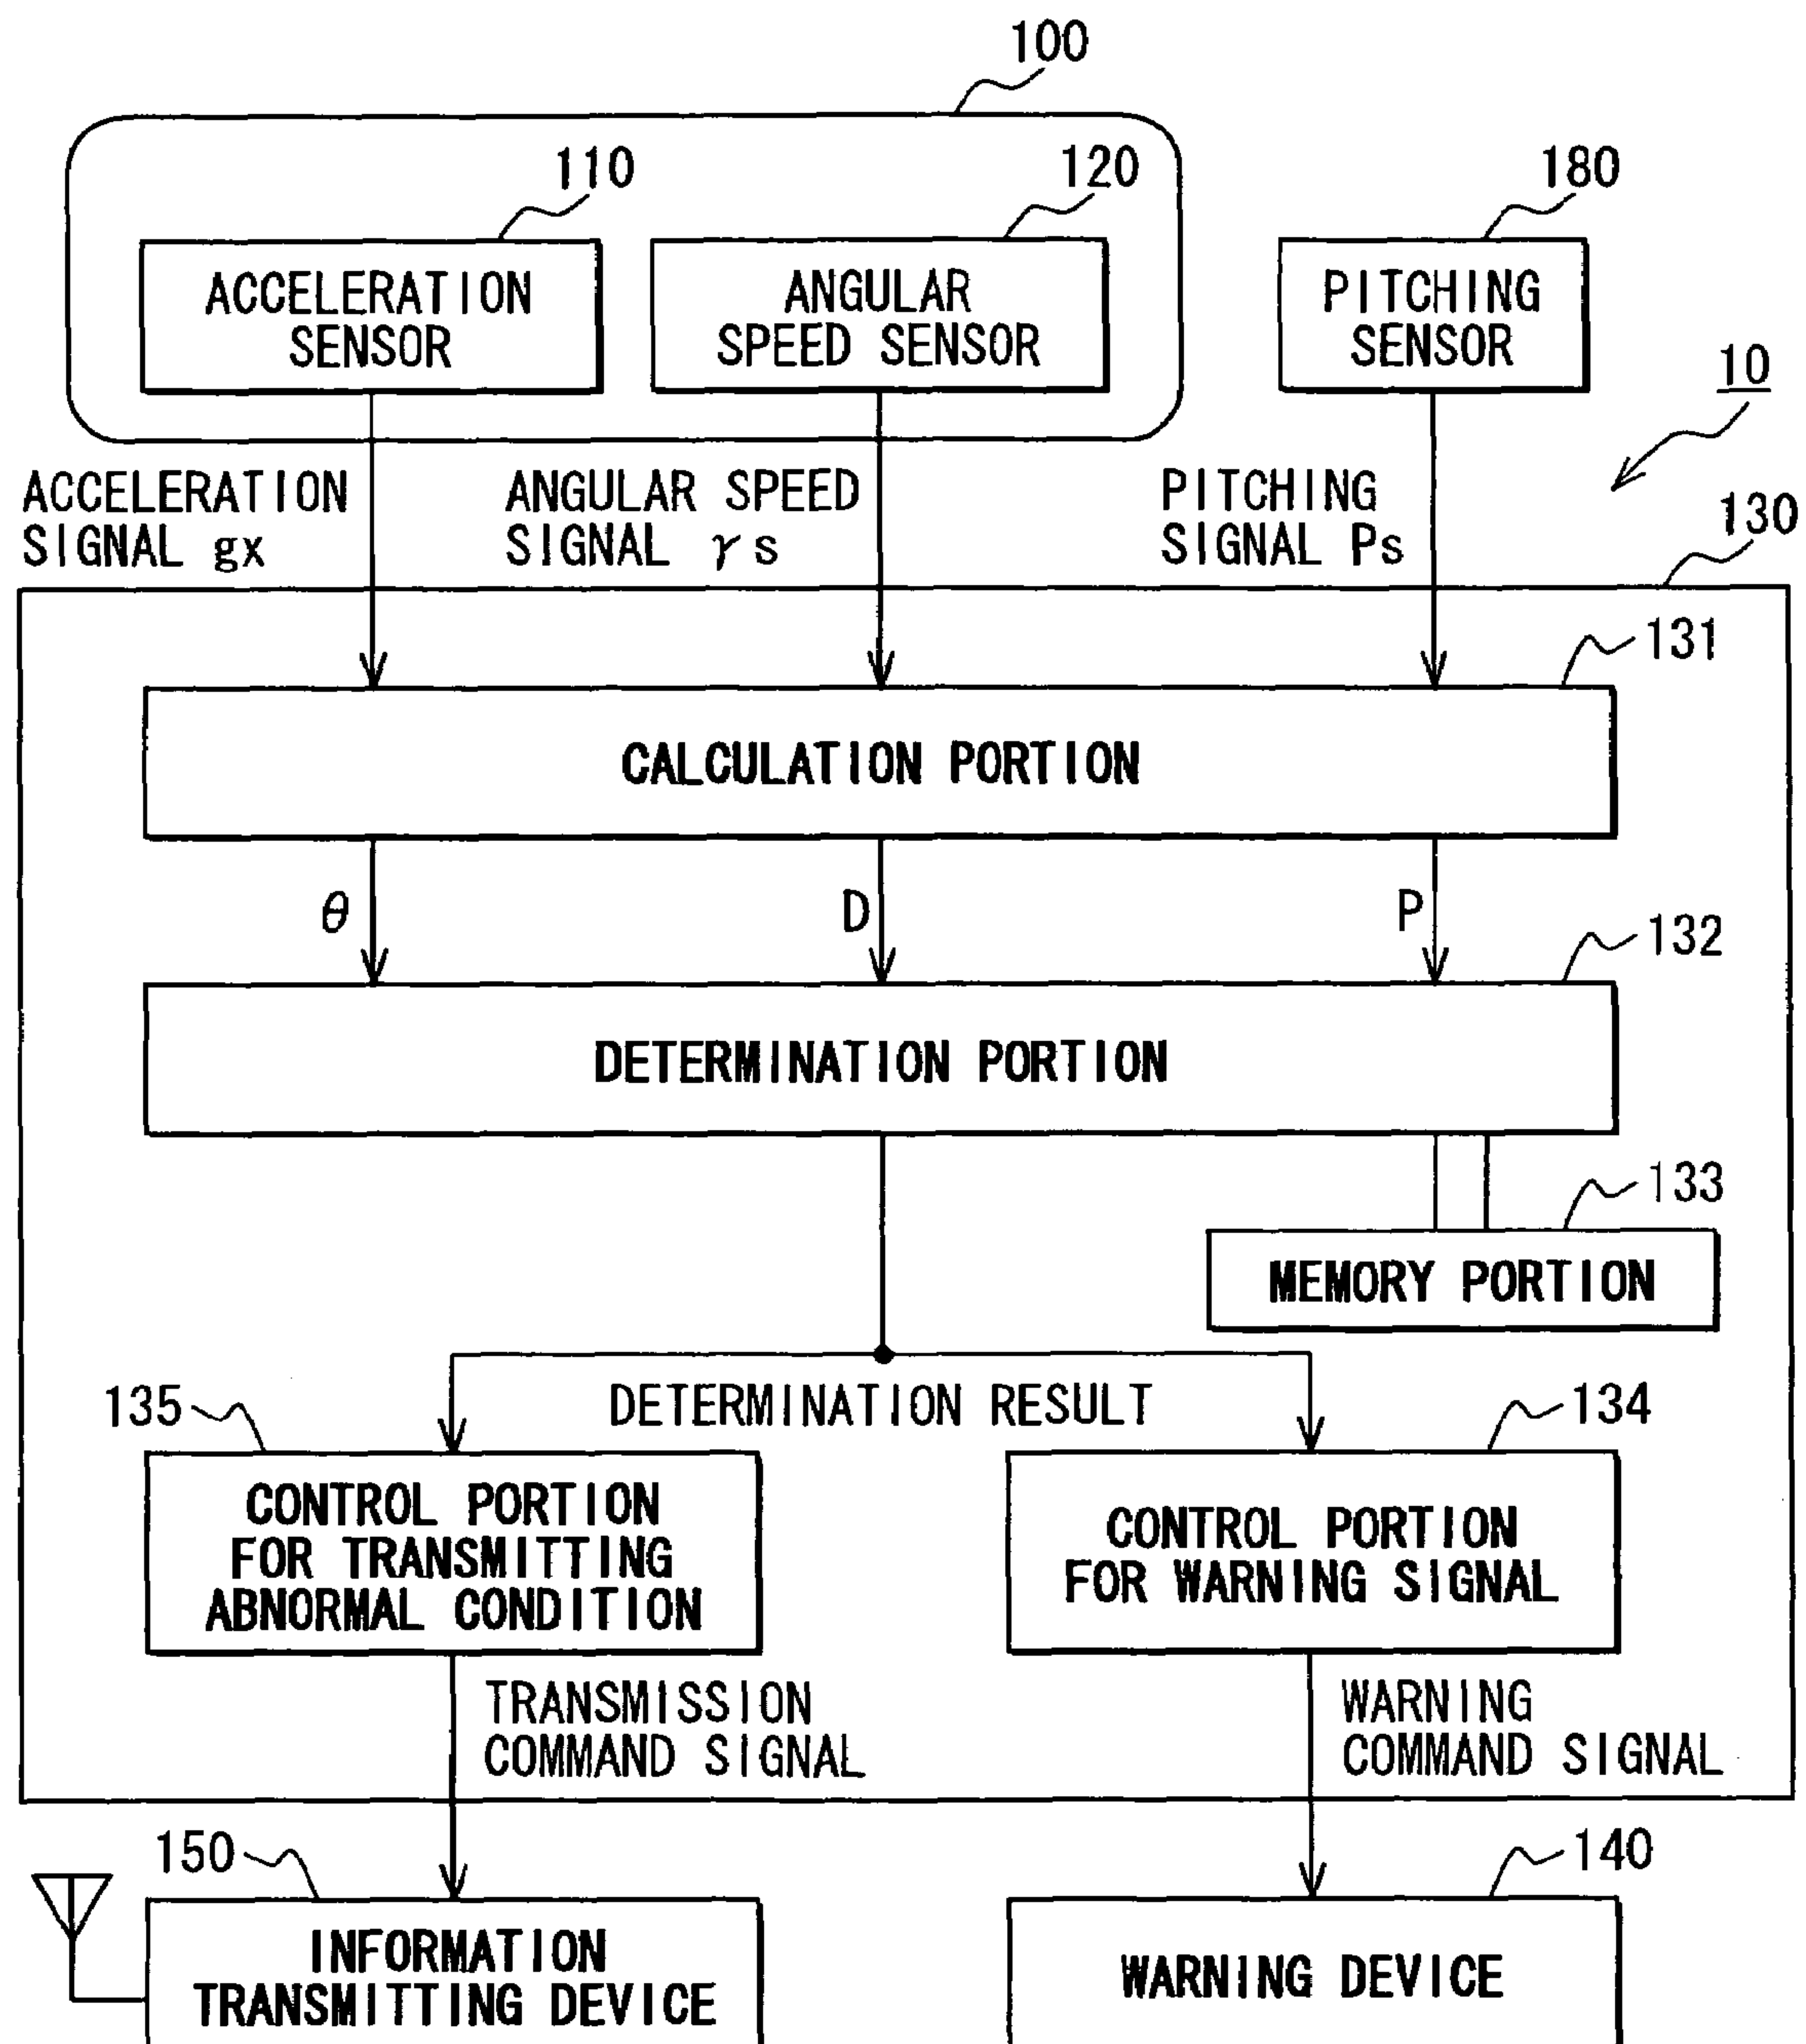 100
110
120
180
ACCELERATION
SENSOR
ANGULAR
SPEED SENSOR
PITCHING
SENSOR
10
ACCELERATION
SIGNAL gx
ANGULAR SPEED
SIGNAL γs
PITCHING
SIGNAL Ps
130
131
CALCULATION PORTION
θ
D
P
132
DETERMINATION PORTION
133
MEMORY PORTION
135
DETERMINATION RESULT
134
CONTROL PORTION
FOR TRANSMITTING
ABNORMAL CONDITION
CONTROL PORTION
FOR WARNING SIGNAL
TRANSMISSION
COMMAND SIGNAL
WARNING
COMMAND SIGNAL
150
140
INFORMATION
TRANSMITTING DEVICE
WARNING DEVICE